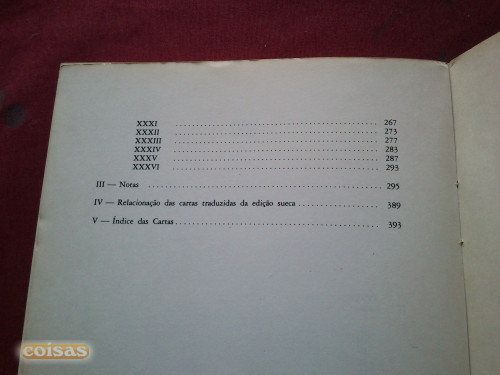 XXXI ........ 267
XXXII ........ 273
XXXIII ........ 277
XXXIV ........ 283
XXXV ........ 287
XXXVI ........ 293
III — Notas ........ 295
IV — Relacionação das cartas traduzidas da edição sueca ........ 389
V — Índice das Cartas ........ 393
coisas